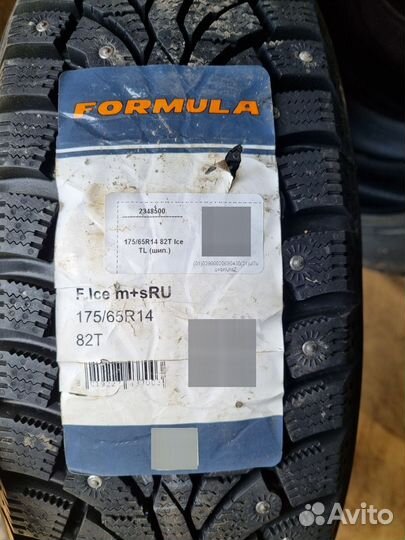 FORMULA
2348500
175/65R14 82T Ice
TL (шип.)
F.Ice m+sRU
175/65R14
82T
Avito